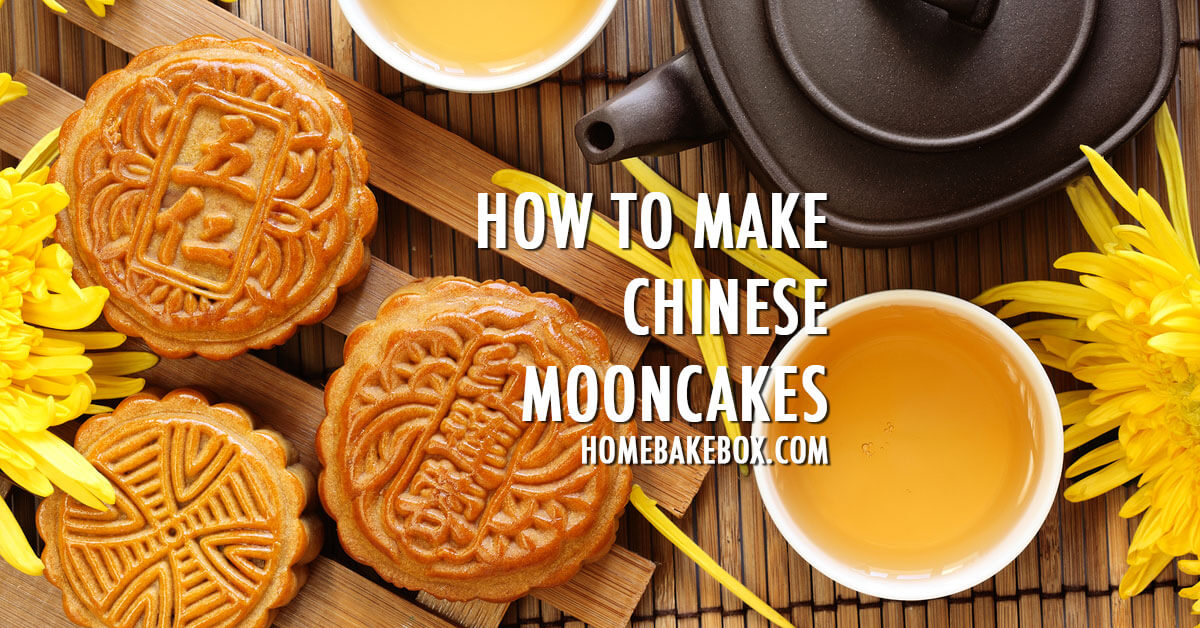 五仁
HOW TO MAKE
CHINESE
MOONCAKES
HOMEBAKEBOX.COM